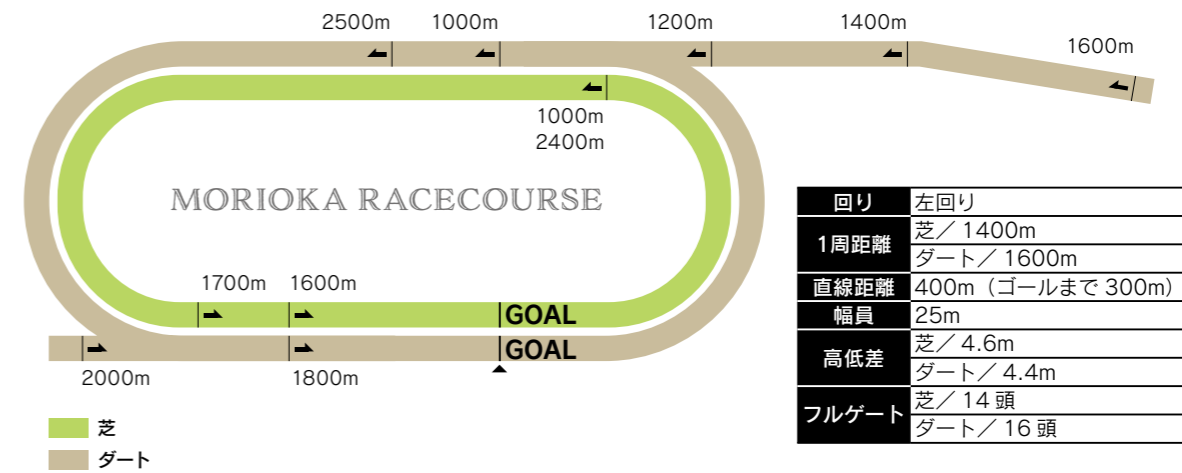 2500m
1000m
1200m
1400m
1600m
1000m
2400m
MORIOKA RACECOURSE
1700m
1600m
GOAL
GOAL
2000m
1800m
芝
ダート
回り 左回り
1周距離 芝／1400m
ダート／1600m
直線距離 400m（ゴールまで300m）
幅員 25m
高低差 芝／4.6m
ダート／4.4m
フルゲート 芝／14頭
ダート／16頭